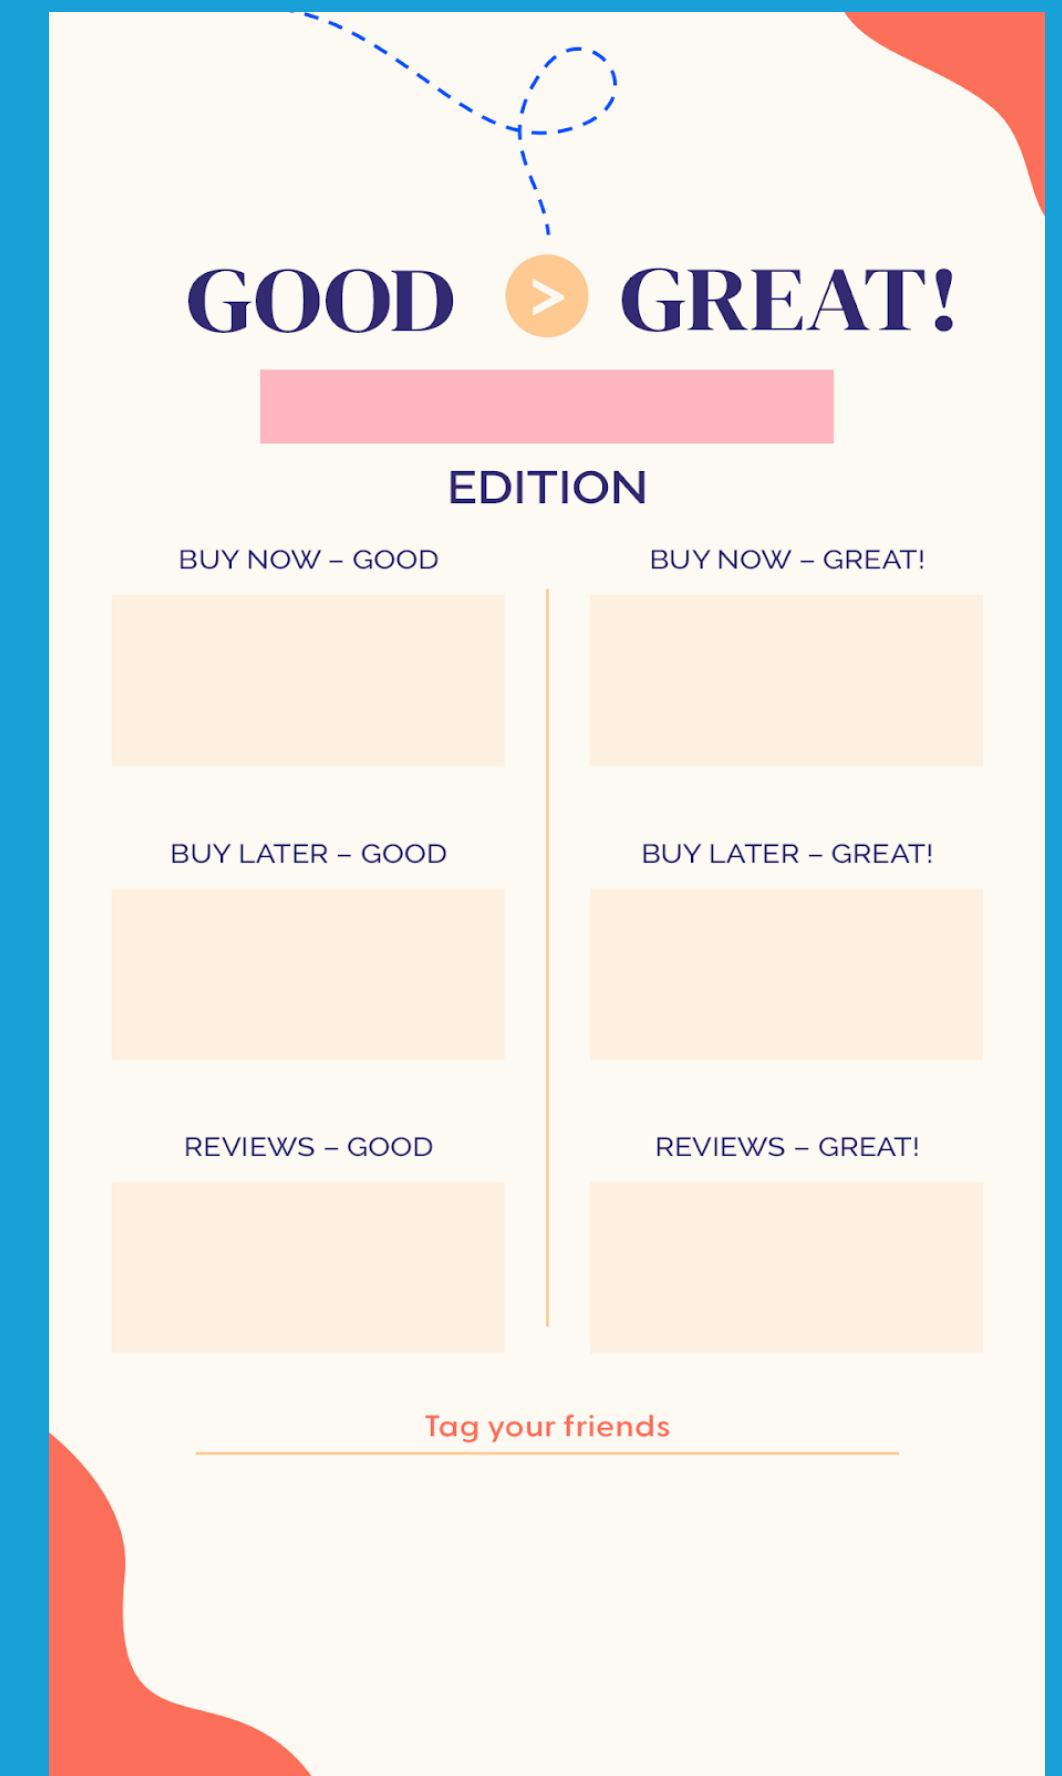 GOOD > GREAT!
EDITION
BUY NOW – GOOD
BUY NOW – GREAT!
BUY LATER – GOOD
BUY LATER – GREAT!
REVIEWS – GOOD
REVIEWS – GREAT!
Tag your friends